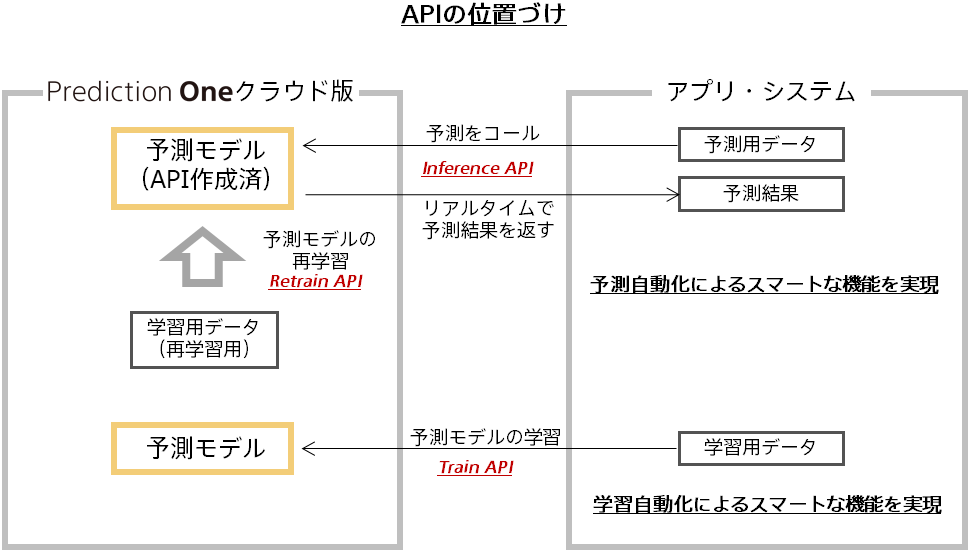 APIの位置づけ
Prediction Oneクラウド版
アプリ・システム
予測モデル
（API作成済）
予測をコール
Inference API
予測用データ
リアルタイムで
予測結果を返す
予測結果
予測モデルの
再学習
Retrain API
予測自動化によるスマートな機能を実現
学習用データ
（再学習用）
予測モデル
予測モデルの学習
Train API
学習用データ
学習自動化によるスマートな機能を実現